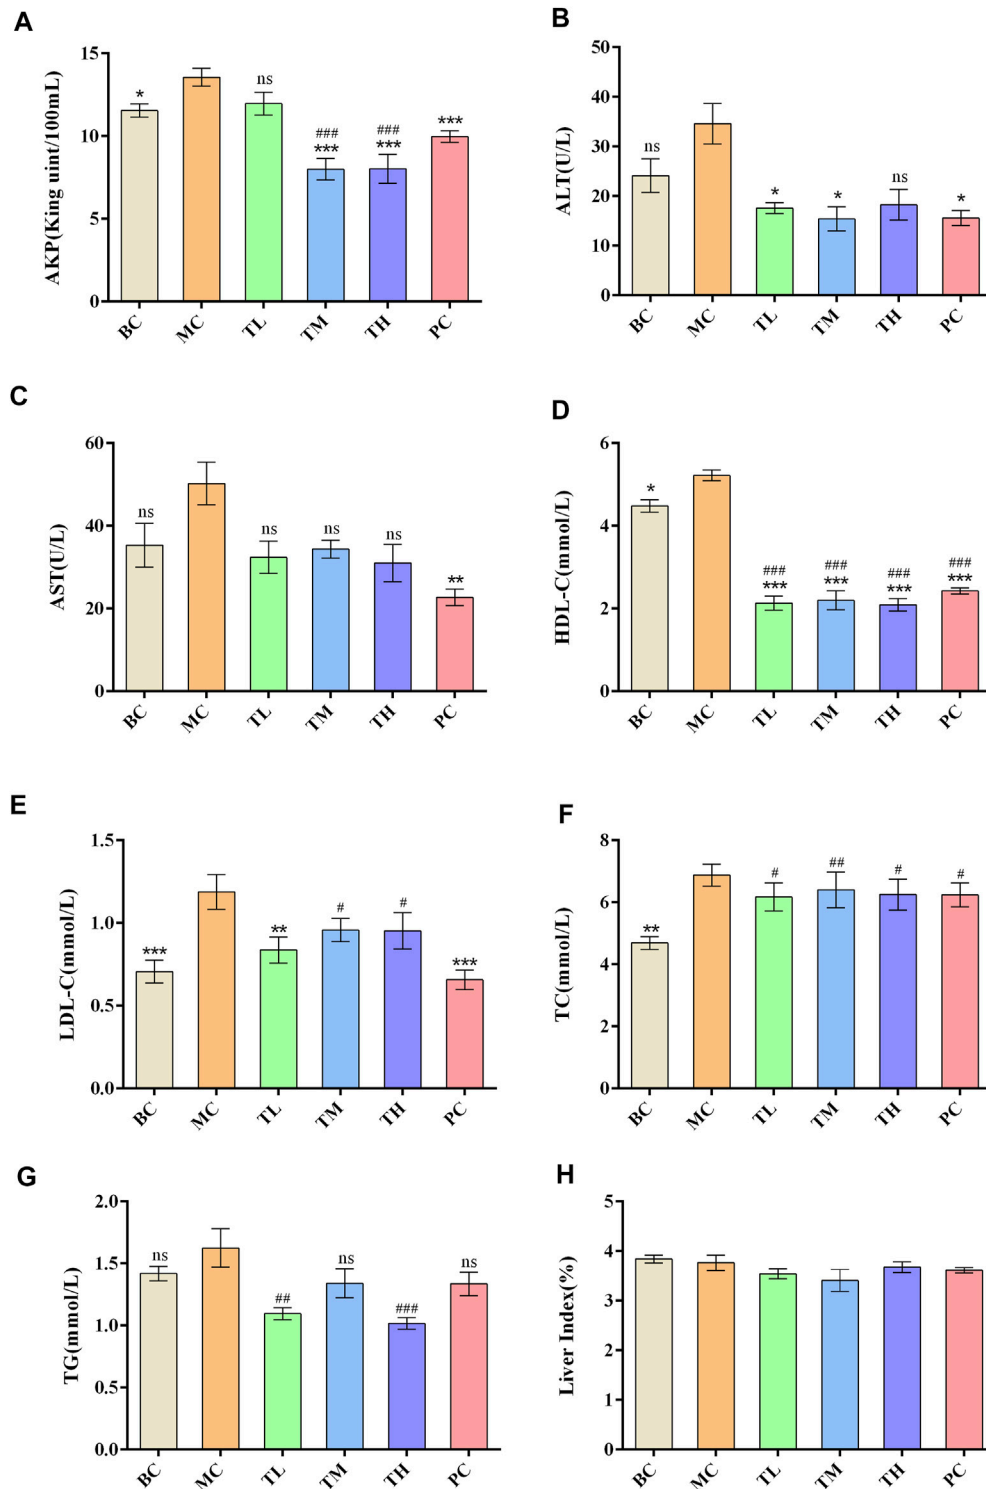 A
AKP(King uint/100mL)
15
10
5
0
*
ns
###
***
###
***
***
BC
MC
TL
TM
TH
PC
B
ALT(U/L)
50
40
30
20
10
0
ns
*
*
ns
*
BC
MC
TL
TM
TH
PC
C
AST(U/L)
60
40
20
0
ns
ns
ns
ns
**
BC
MC
TL
TM
TH
PC
D
HDL-C(mmol/L)
6
4
2
0
*
###
***
###
***
###
***
###
***
BC
MC
TL
TM
TH
PC
E
LDL-C(mmol/L)
1.5
1.0
0.5
0.0
***
**
#
#
***
BC
MC
TL
TM
TH
PC
F
TC(mmol/L)
8
6
4
2
0
**
#
##
#
#
BC
MC
TL
TM
TH
PC
G
TG(mmol/L)
2.0
1.5
1.0
0.5
0.0
ns
##
ns
###
ns
BC
MC
TL
TM
TH
PC
H
Liver Index(%)
5
4
3
2
1
0
BC
MC
TL
TM
TH
PC